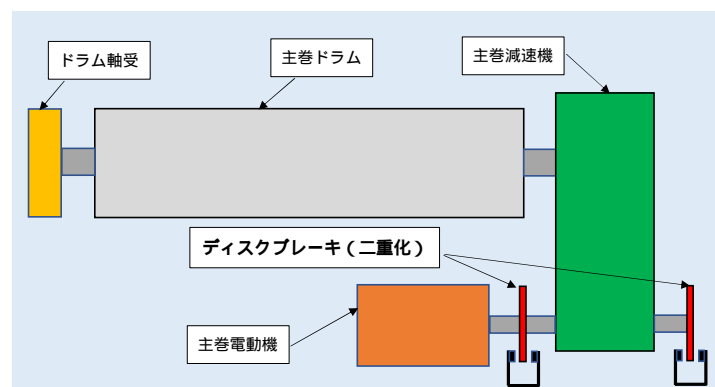 ドラム軸受
主巻ドラム
主巻減速機
ディスクブレーキ（二重化）
主巻電動機